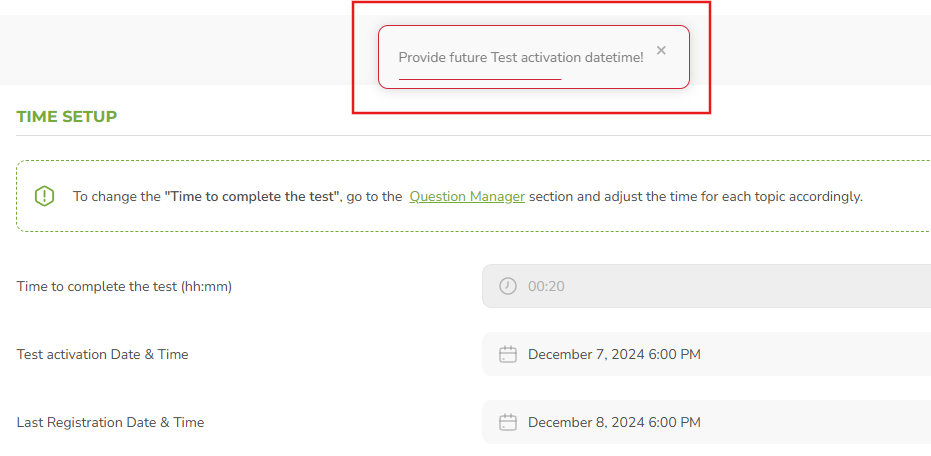 Provide future Test activation datetime!
TIME SETUP
To change the "Time to complete the test", go to the Question Manager section and adjust the time for each topic accordingly.
Time to complete the test (hh:mm)
00:20
Test activation Date & Time
December 7, 2024 6:00 PM
Last Registration Date & Time
December 8, 2024 6:00 PM